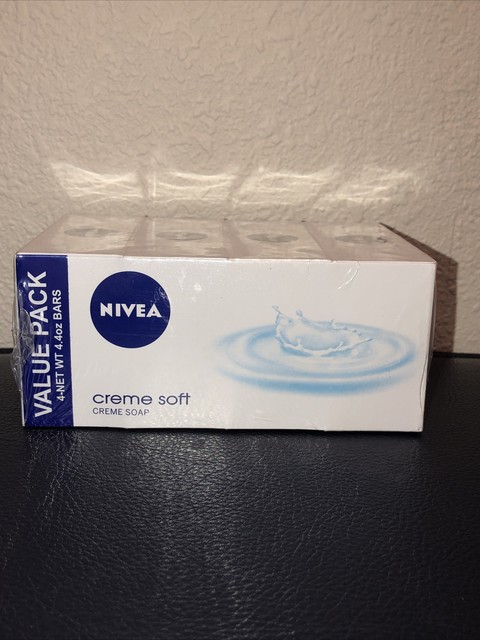 VALUE PACK
4-NET WT 4.4oz BARS
NIVEA
creme soft
CREME SOAP